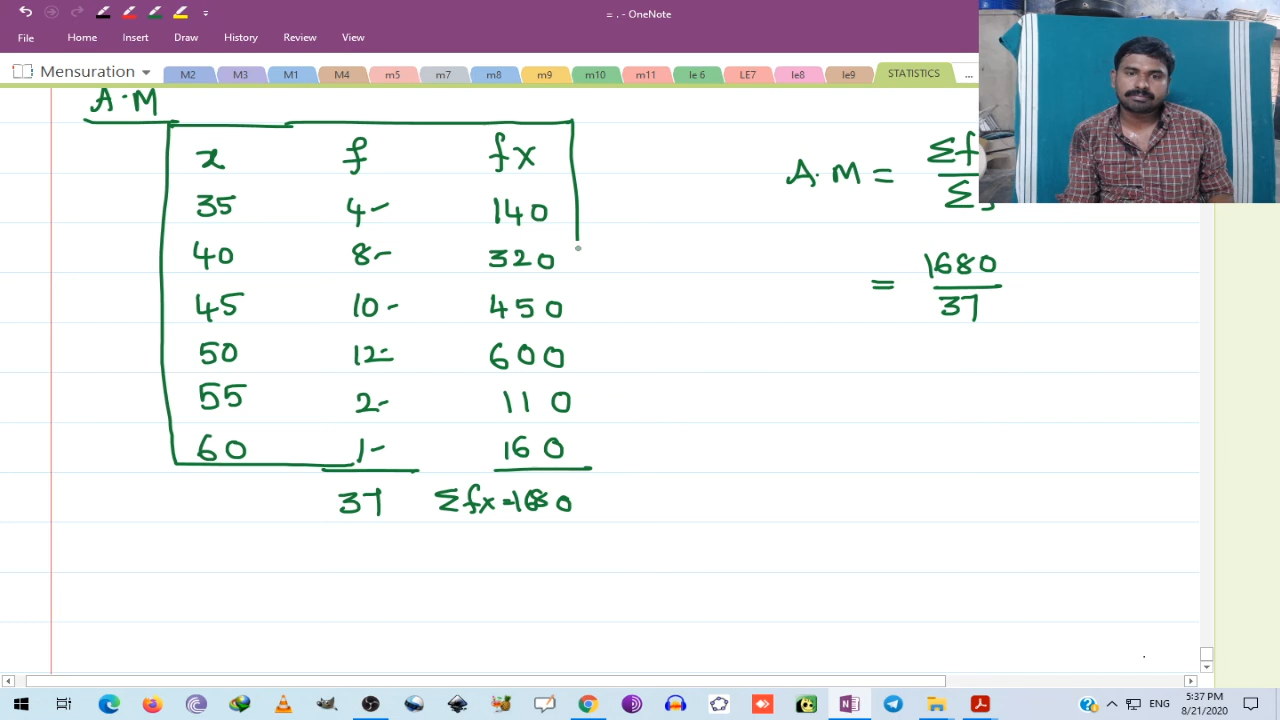 = , - OneNote
File Home Insert Draw History Review View
Mensuration M2 M3 M1 M4 m5 m7 m8 m9 m10 m11 le 6 LE7 le8 le9 STATISTICS ...
A.M
x f fx
35 4- 140
40 8- 320
45 10- 450
50 12- 600
55 2- 110
60 1- 160
37 Σfx=1680
A.M = Σf
Σ
= 1680
37
ENG
5:37 PM
8/21/2020